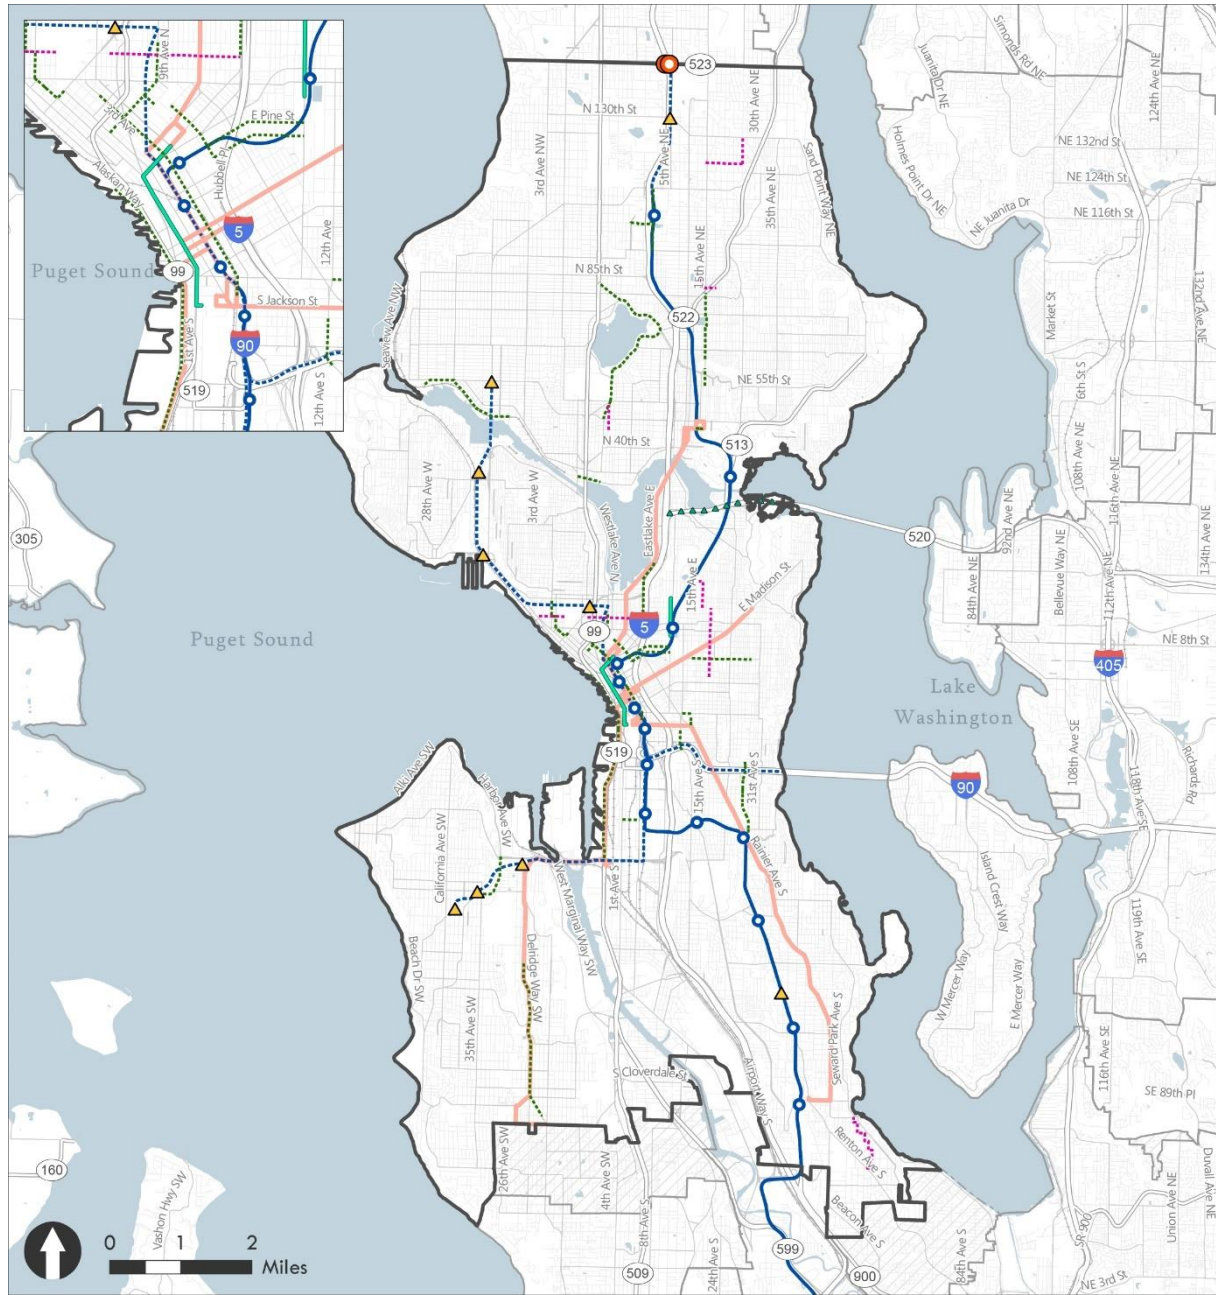 9th Ave N
3rd Ave
E Pine St
Hubbell Pl
Alaskan Way
5
12th Ave
Puget Sound
99
S Jackson St
1st Ave S
90
519
12th Ave S
523
N 130th St
3rd Ave NW
5th Ave NE
30th Ave NE
35th Ave NE
Sand Point Way NE
15th Ave NE
N 85th St
Seaview Ave NW
522
NE 55th St
N 40th St
513
28th Ave W
3rd Ave W
Westlake Ave N
Eastlake Ave E
15th Ave E
E Madison St
520
5
99
Puget Sound
305
Simonds Rd NE
Juanita Dr NE
124th Ave NE
NE 132nd St
Holmes Point Dr NE
NE 124th St
NE Juanita Dr
NE 116th St
132nd Ave NE
Market St
6th St S
108th Ave NE
116th Ave NE
92nd Ave NE
134th Ave NE
84th Ave NE
Bellevue Way NE
112th Ave NE
NE 8th St
405
Lake
Washington
108th Ave SE
Richards Rd
118th Ave SE
90
519
Alki Ave SW
Harbor Ave SW
California Ave SW
15th Ave S
31st Ave S
Rainier Ave S
1st Ave S
West Marginal Way SW
Delridge Way SW
Beach Dr SW
35th Ave SW
Island Crest Way
W Mercer Way
E Mercer Way
119th Ave SE
116th Ave SE
SE 89th Pl
Seward Park Ave S
S Cloverdale St
Airport Way S
Renton Ave S
Beacon Ave S
26th Ave SW
4th Ave SW
8th Ave S
24th Ave S
84th Ave S
Duvall Ave NE
Union Ave NE
SR 900
NE 3rd St
160
Vashon Hwy SW
509
599
900
0 1 2
Miles